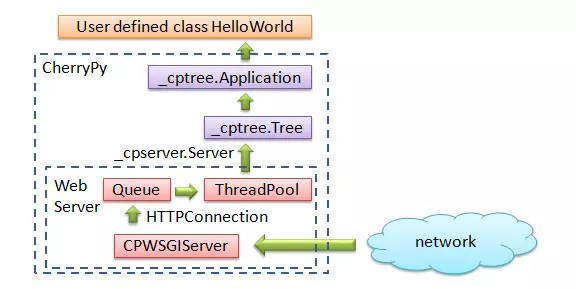 User defined class HelloWorld
CherryPy
_cptree.Application
_cptree.Tree
_cpserver.Server
Web
Server
Queue
ThreadPool
HTTPConnection
CPWSGIServer
network